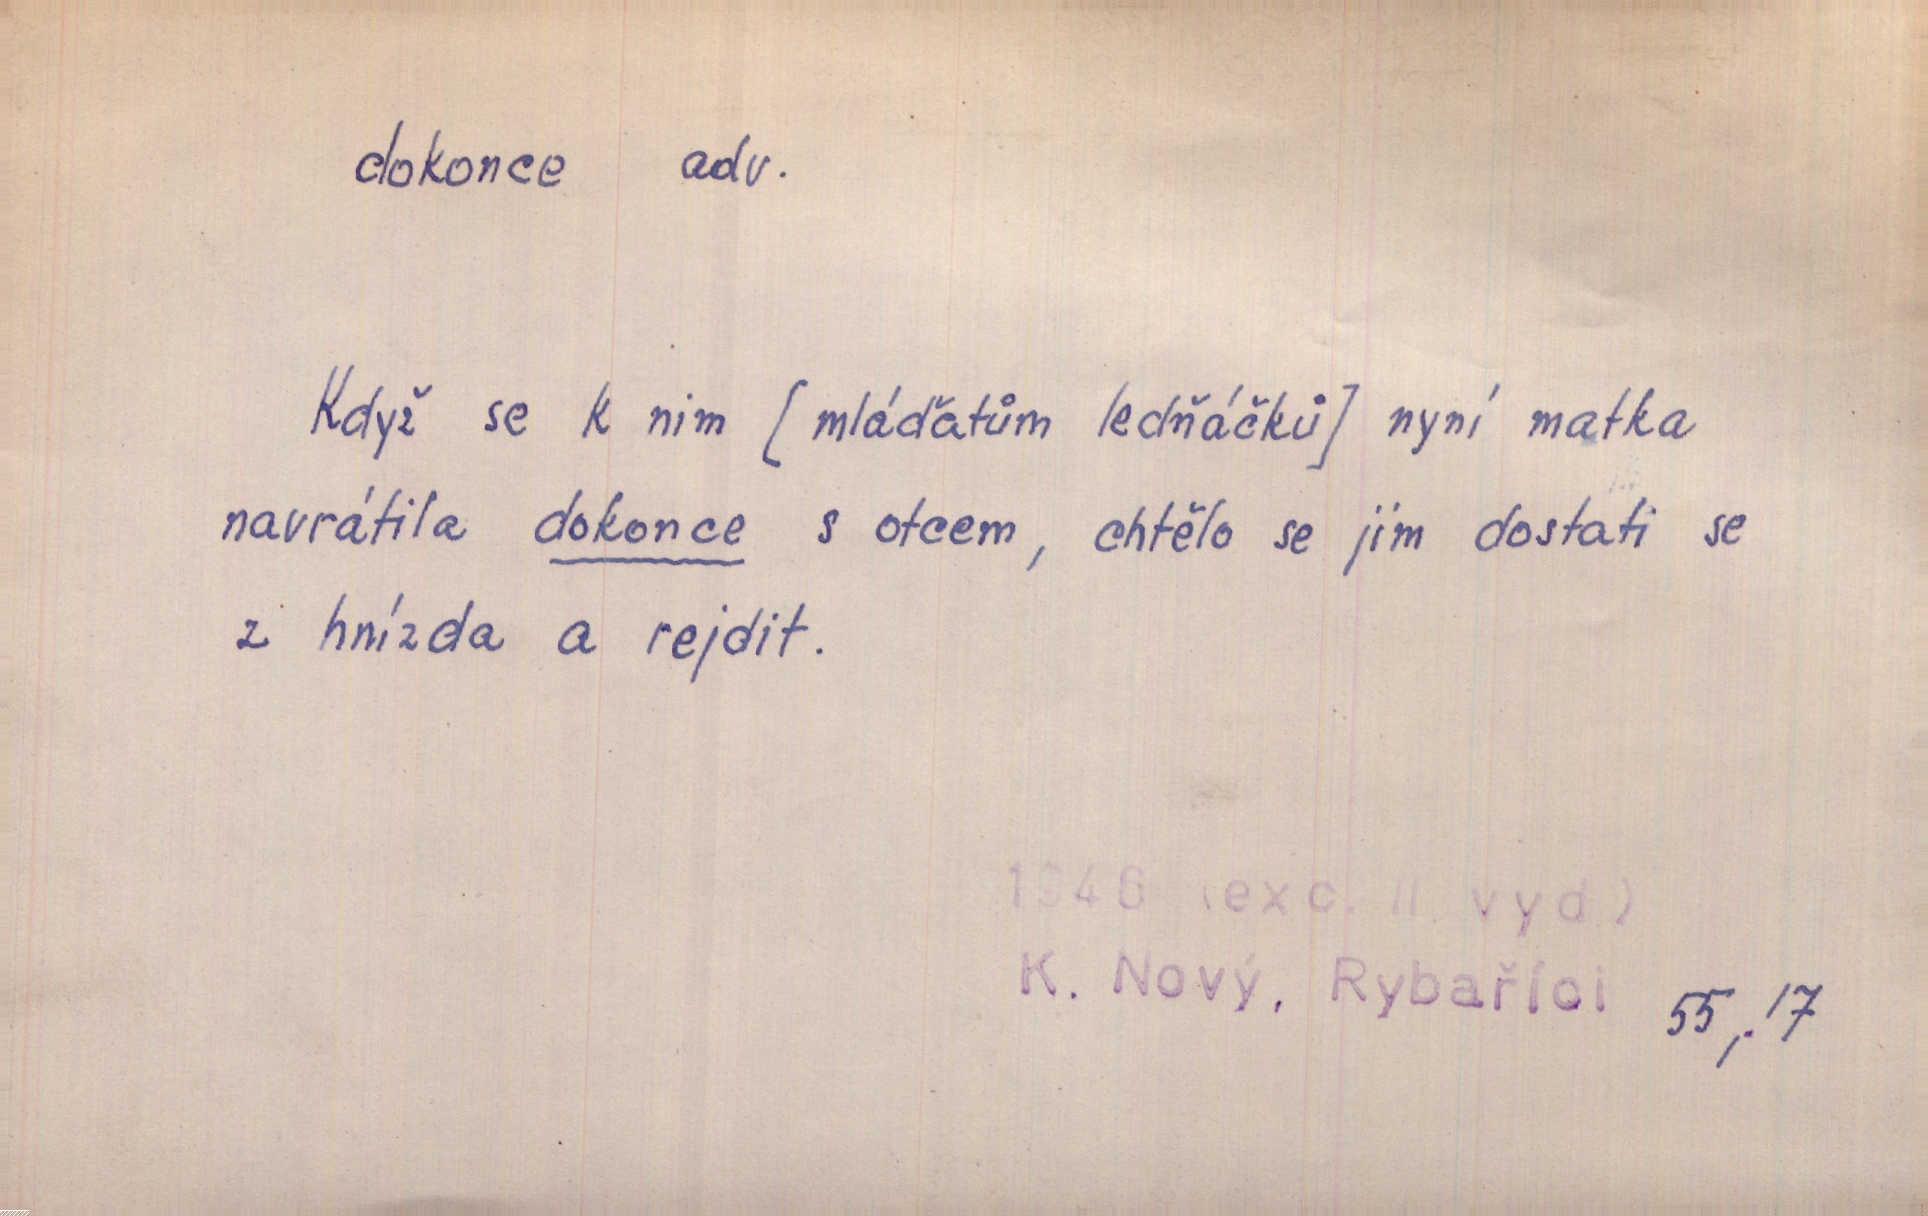 dokonce adv.
Když se k nim [mláďatům ledňáčků] nyní matka
navrátila dokonce s otcem, chtělo se jim dostati se
z hnízda a rejdit.
1946 (exc. II. vyd.)
K. Nový, Rybaříci 55,.17